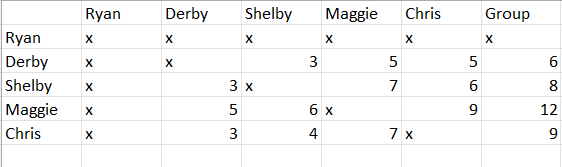 Ryan Derby Shelby Maggie Chris Group
Ryan x x x x x x
Derby x x 3 5 5 6
Shelby x 3 x 7 6 8
Maggie x 5 6 x 9 12
Chris x 3 4 7 x 9